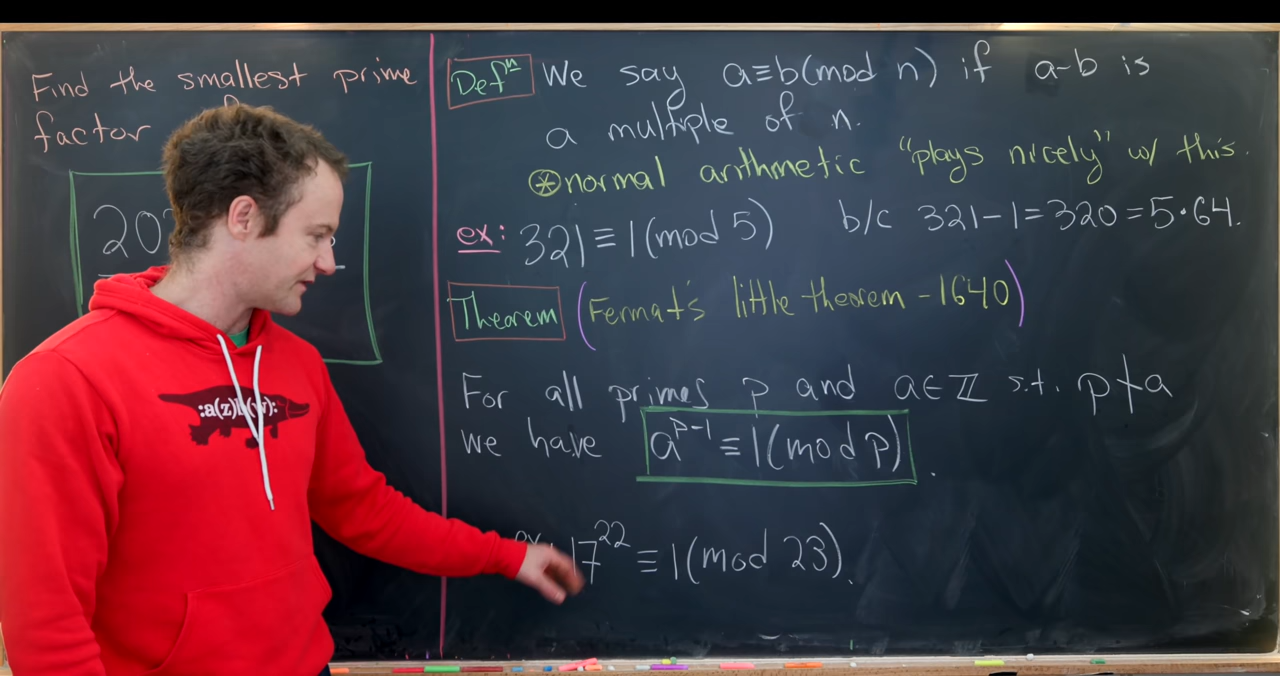 Find the smallest prime
factor
20
Defⁿ We say a≡b(mod n) if a-b is
a multiple of n.
⊛normal arithmetic "plays nicely" w/ this.
ex: 321≡1(mod 5) b/c 321-1=320=5·64.
Theorem (Fermat's little theorem - 1640)
For all primes p and a∈ℤ s.t. p∤a
we have a^{p-1}≡1(mod p).
17^{22}≡1(mod 23).
:a(z)b(w):